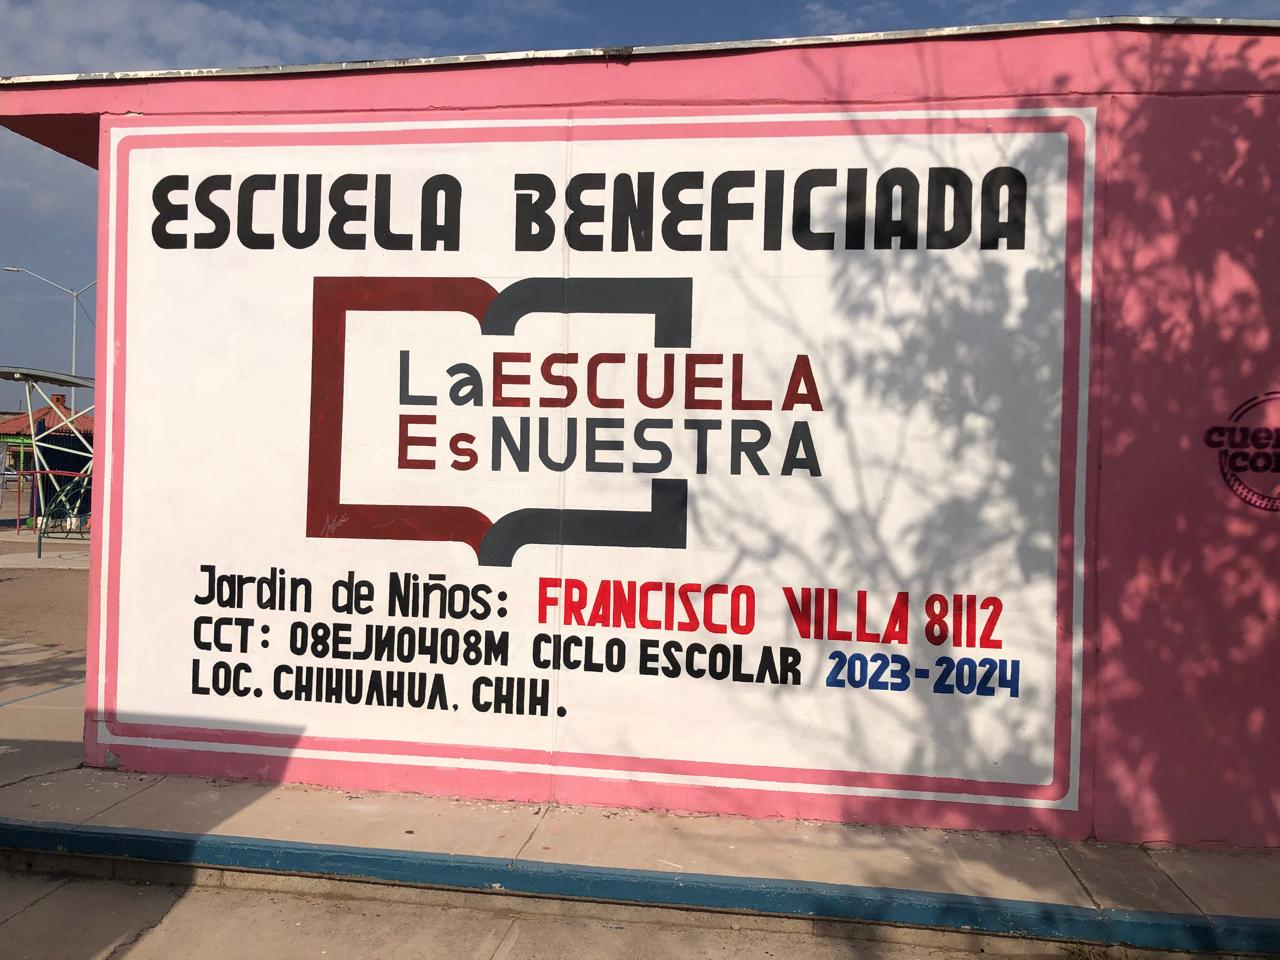 ESCUELA BENEFICIADA
La ESCUELA
Es NUESTRA
Jardin de Niños: FRANCISCO VILLA 8112
CCT: 08EJN0408M CICLO ESCOLAR 2023-2024
LOC. CHIHUAHUA, CHIH.